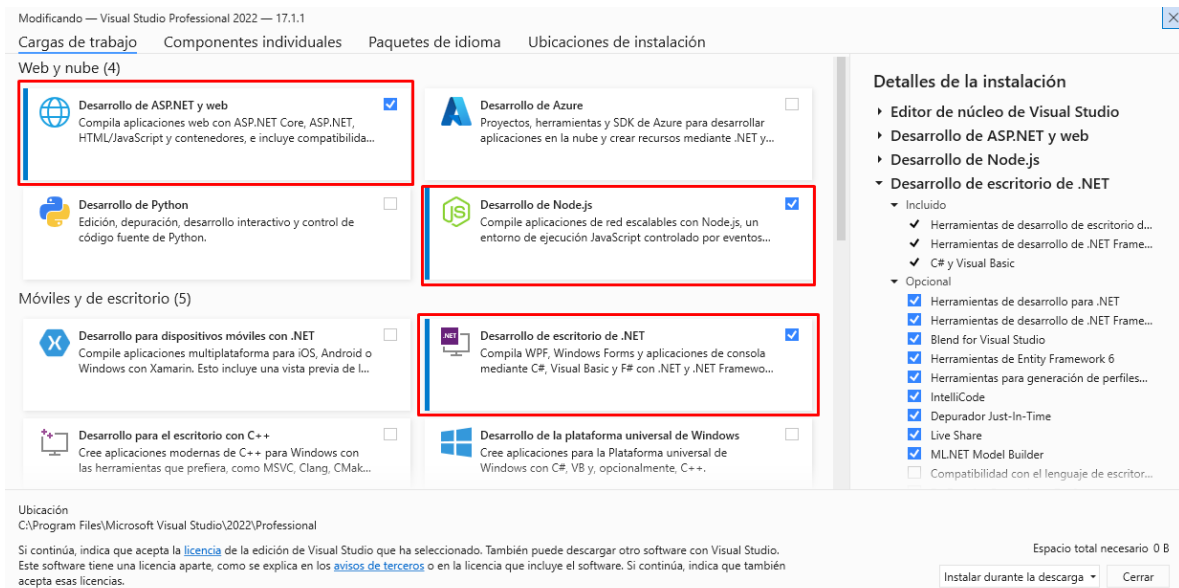 Modificando — Visual Studio Professional 2022 — 17.1.1
Cargas de trabajo
Componentes individuales
Paquetes de idioma
Ubicaciones de instalación
Web y nube (4)
Desarrollo de ASP.NET y web
Compila aplicaciones web con ASP.NET Core, ASP.NET,
HTML/JavaScript y contenedores, e incluye compatibilida...
Desarrollo de Azure
Proyectos, herramientas y SDK de Azure para desarrollar
aplicaciones en la nube y crear recursos mediante .NET y...
Desarrollo de Python
Edición, depuración, desarrollo interactivo y control de
código fuente de Python.
JS
Desarrollo de Node.js
Compile aplicaciones de red escalables con Node.js, un
entorno de ejecución JavaScript controlado por eventos...
Móviles y de escritorio (5)
Desarrollo para dispositivos móviles con .NET
Compile aplicaciones multiplataforma para iOS, Android o
Windows con Xamarin. Esto incluye una vista previa de l...
.NET
Desarrollo de escritorio de .NET
Compila WPF, Windows Forms y aplicaciones de consola
mediante C#, Visual Basic y F# con .NET y .NET Framewo...
Desarrollo para el escritorio con C++
Cree aplicaciones modernas de C++ para Windows con
las herramientas que prefiera, como MSVC, Clang, CMak...
Desarrollo de la plataforma universal de Windows
Cree aplicaciones para la Plataforma universal de
Windows con C#, VB y, opcionalmente, C++.
Detalles de la instalación
Editor de núcleo de Visual Studio
Desarrollo de ASP.NET y web
Desarrollo de Node.js
Desarrollo de escritorio de .NET
Incluido
Herramientas de desarrollo de escritorio d...
Herramientas de desarrollo de .NET Frame...
C# y Visual Basic
Opcional
Herramientas de desarrollo para .NET
Herramientas de desarrollo de .NET Frame...
Blend for Visual Studio
Herramientas de Entity Framework 6
Herramientas para generación de perfiles...
IntelliCode
Depurador Just-In-Time
Live Share
ML.NET Model Builder
Compatibilidad con el lenguaje de escritor...
Ubicación
C:\Program Files\Microsoft Visual Studio\2022\Professional
Si continúa, indica que acepta la licencia de la edición de Visual Studio que ha seleccionado. También puede descargar otro software con Visual Studio.
Este software tiene una licencia aparte, como se explica en los avisos de terceros o en la licencia que incluye el software. Si continúa, indica que también
acepta esas licencias.
Espacio total necesario 0 B
Instalar durante la descarga
Cerrar